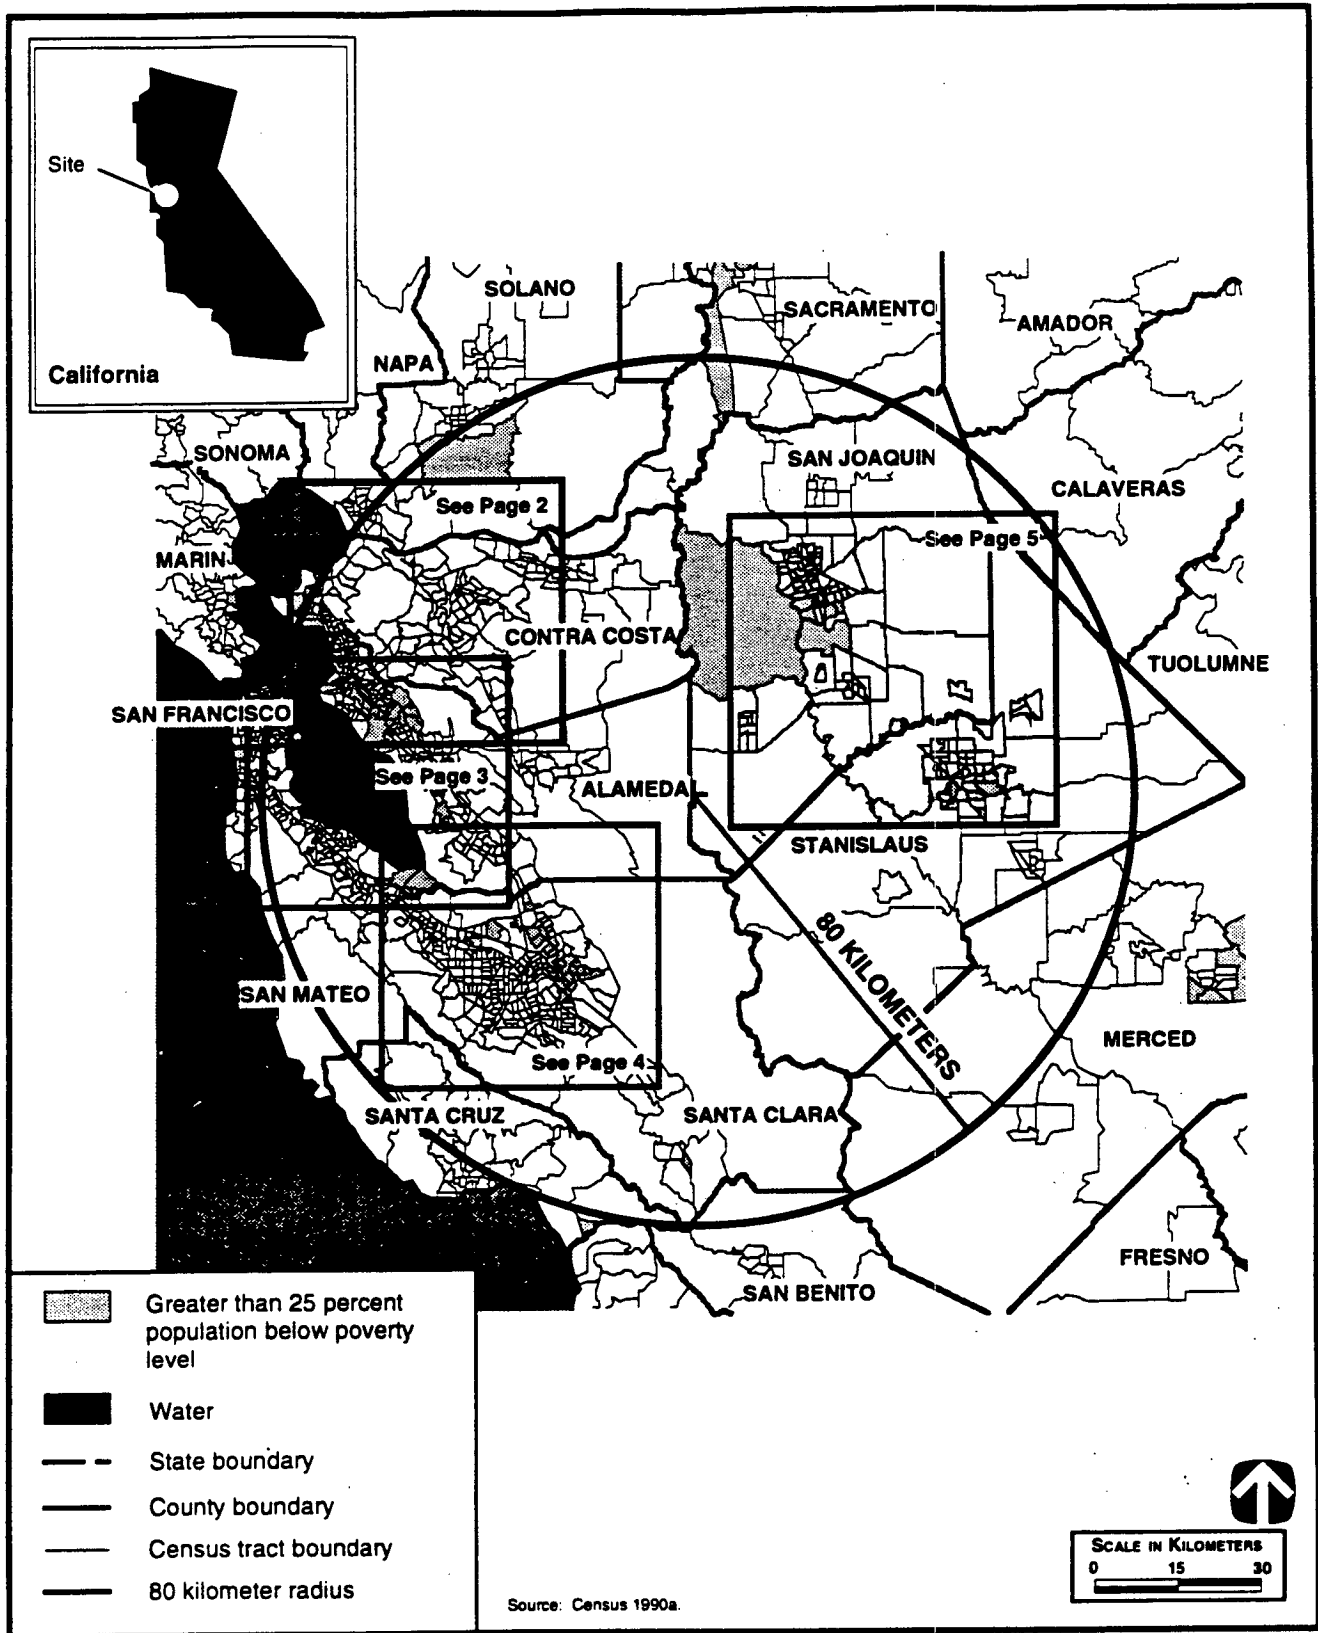 Site
California
SOLANO
SACRAMENTO
AMADOR
NAPA
SONOMA
SAN JOAQUIN
CALAVERAS
See Page 2
See Page 5
MARIN
CONTRA COSTA
TUOLUMNE
SAN FRANCISCO
See Page 3
ALAMEDA
STANISLAUS
80 KILOMETERS
SAN MATEO
MERCED
See Page 4
SANTA CRUZ
SANTA CLARA
FRESNO
SAN BENITO
Greater than 25 percent
population below poverty
level
Water
State boundary
County boundary
Census tract boundary
80 kilometer radius
Source: Census 1990a.
SCALE IN KILOMETERS
0 15 30